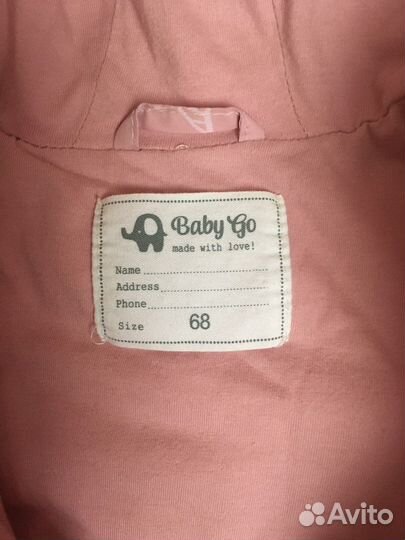 Baby Go
made with love!
Name
Address
Phone
Size 68
Avito